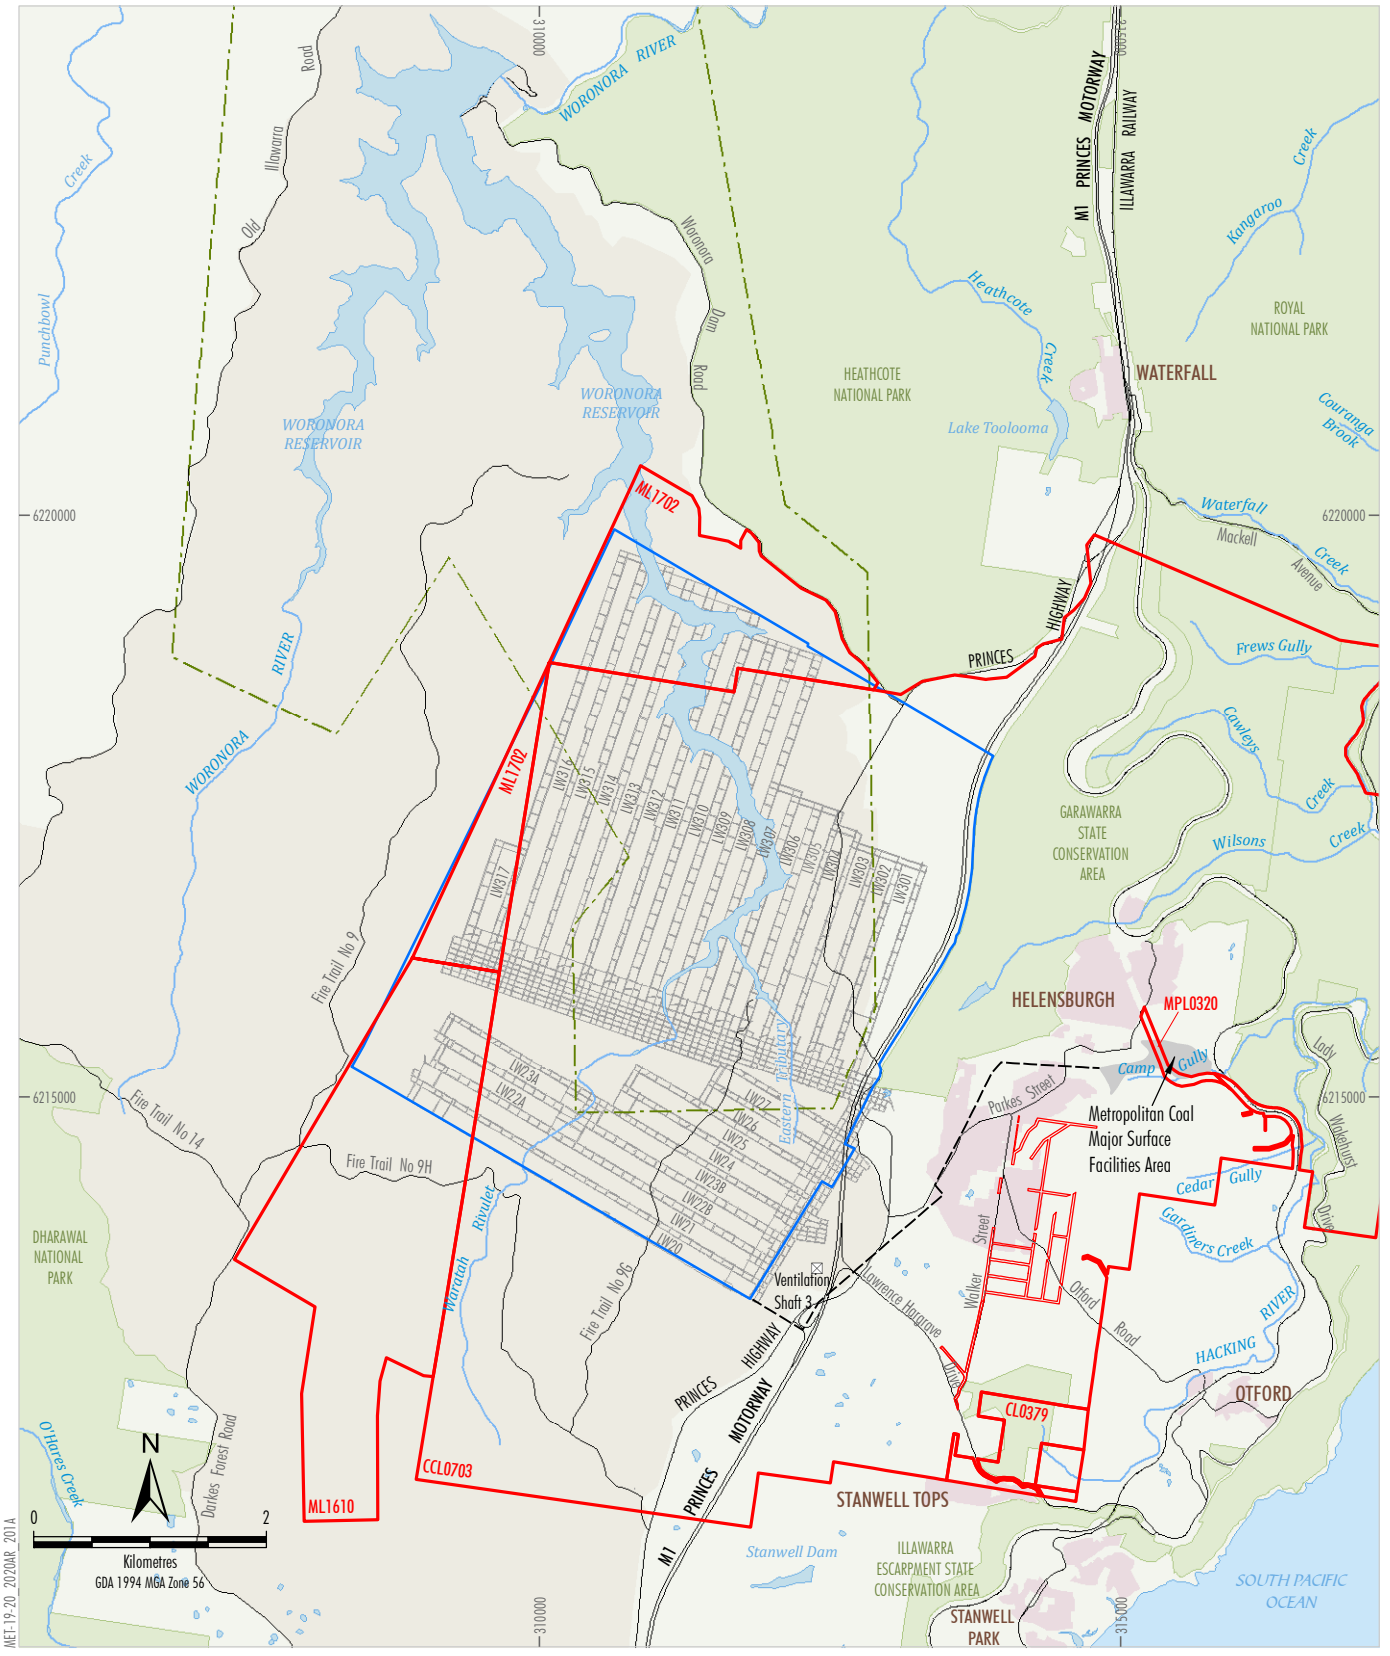 310000
315000
WORONORA RIVER
Road
Illawarra
Old
Creek
Punchbowl
M1 PRINCES MOTORWAY
ILLAWARRA RAILWAY
Kangaroo
Creek
Woronora
Dam
Road
Heathcote
Creek
ROYAL
NATIONAL PARK
HEATHCOTE
NATIONAL PARK
WATERFALL
WORONORA
RESERVOIR
WORONORA
RESERVOIR
Lake Toolooma
Couranga
Brook
ML1702
6220000
6220000
Waterfall
Creek
Mackell
Avenue
HIGHWAY
PRINCES
Frews Gully
RIVER
WORONORA
Cawleys
Creek
ML1702
LW316
LW315
LW314
LW313
LW312
LW311
LW310
LW309
LW308
LW307
LW306
LW305
LW304
LW303
LW302
LW301
LW317
GARAWARRA
STATE
CONSERVATION
AREA
Wilsons
Creek
Fire Trail No 9
HELENSBURGH
MPL0320
Lady
Wakehurst
Drive
Camp
Gully
Eastern Tributary
LW23A
LW22A
LW27
LW26
LW25
LW24
LW23B
LW22B
LW21
LW20
6215000
6215000
Parkes Street
Metropolitan Coal
Major Surface
Facilities Area
Fire Trail No 14
Fire Trail No 9H
Cedar Gully
Gardiners Creek
Waratah
Rivulet
Fire Trail No 9G
DHARAWAL
NATIONAL
PARK
Ventilation
Shaft 3
Lawrence Hargrave
Drive
Walker
Street
Otford
Road
HACKING RIVER
PRINCES
HIGHWAY
OTFORD
CL0379
M1 PRINCES MOTORWAY
O'Hares Creek
N
Darkes Forest Road
CCL0703
ML1610
STANWELL TOPS
0
2
Kilometres
GDA 1994 MGA Zone 56
Stanwell Dam
ILLAWARRA
ESCARPMENT STATE
CONSERVATION AREA
SOUTH PACIFIC
OCEAN
STANWELL
PARK
310000
315000
MET-19-20_2020AR_201A